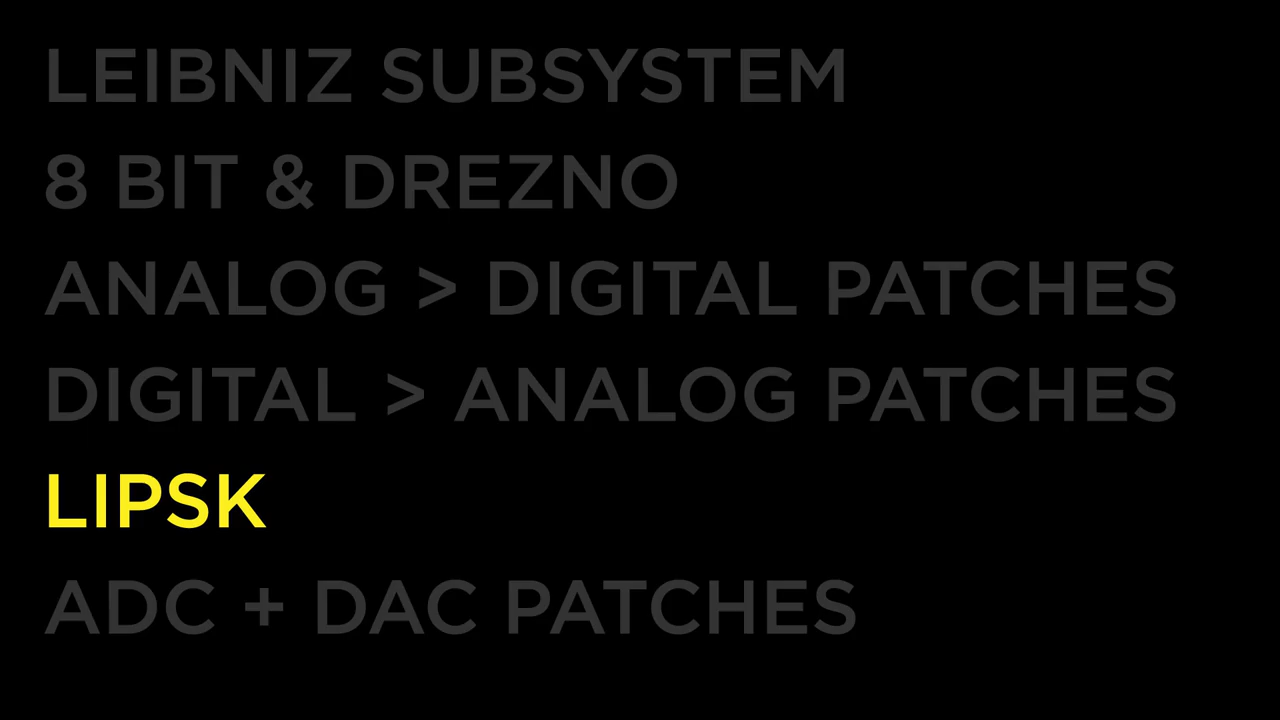 LEIBNIZ SUBSYSTEM
8 BIT & DREZNO
ANALOG > DIGITAL PATCHES
DIGITAL > ANALOG PATCHES
LIPSK
ADC + DAC PATCHES